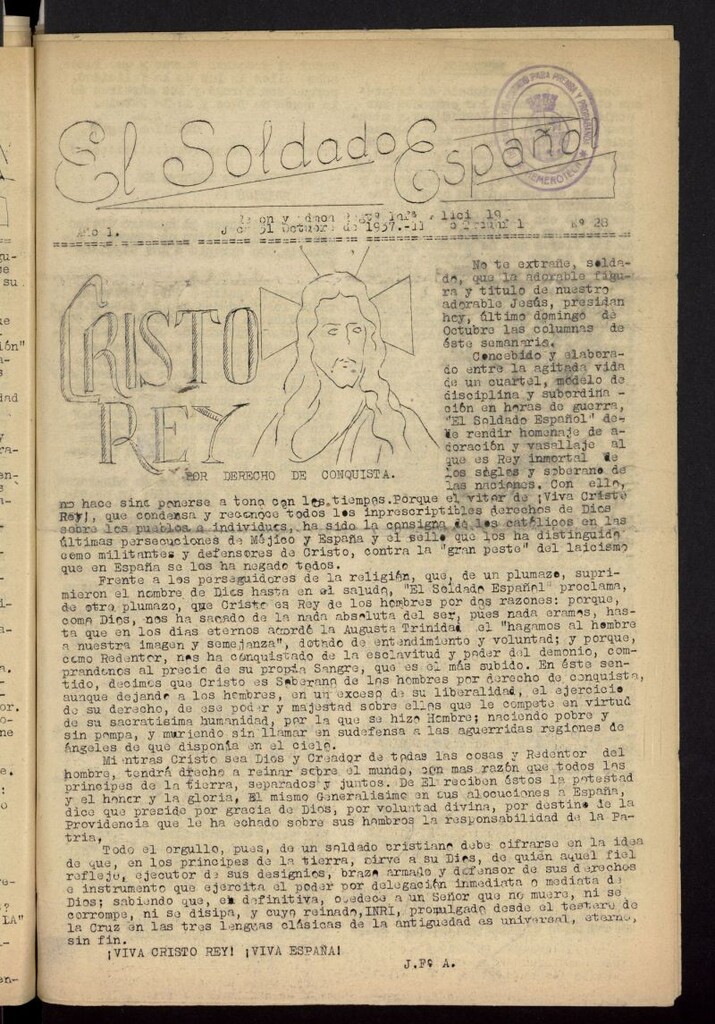 El Soldado Español
Año 1.
31 Octubre de 1937.-II
Nº 28
CRISTO
REY
POR DERECHO DE CONQUISTA.
No te extrañe, solda-
do, que la adorable figu-
ra y título de nuestro
adorable Jesús, presidan
hoy, último domingo de
Octubre las columnas de
éste semanario.
Concebido y elabora-
do entre la agitada vida
de un cuartel, modelo de
disciplina y subordina -
ción en horas de guerra,
"El Soldado Español" de-
be rendir homenaje de a-
doración y vasallaje al
que es Rey inmortal de
los siglos y soberano de
las naciones. Con ello,
no hace sino ponerse a tono con los tiempos.Porque el vitor de ¡Viva Cristo
Rey!, que condensa y reconoce todos los inprescriptibles derechos de Dios
sobre los pueblos a individuos, ha sido la consigna de los católicos en las
últimas persecuciones de Méjico y España y el sello que los ha distinguido
como militantes y defensores de Cristo, contra la "gran peste" del laicismo
que en España se los ha negado todos.
Frente a los perseguidores de la religión, que, de un plumazo, supri-
mieron el nombre de Dios hasta en el saludo, "El Soldado Español" proclama,
de otro plumazo, que Cristo es Rey de los hombres por dos razones: porque,
como Dios, nos ha sacado de la nada absoluta del ser, pues nada eramos, has-
ta que en los días eternos acordó la Augusta Trinidad el "hagamos al hombre
a nuestra imagen y semejanza", dotado de entendimiento y voluntad; y porque,
como Redentor, nos ha conquistado de la esclavitud y poder del demonio, com-
prandonos al precio de su propia Sangre, que es el más subido. En éste sen-
tido, decimos que Cristo es Soberano de los hombres por derecho de conquista,
aunque dejando a los hombres, en un exceso de su liberalidad, el ejercicio
de su derecho, de ese poder y majestad sobre ellos que le compete en virtud
de su sacratísima humanidad, por la que se hizo Hombre; naciendo pobre y
sin pompa, y muriendo sin llamar en sudefensa a las aguerridas regiones de
ángeles de que disponía en el cielo.
Mientras Cristo sea Dios y Creador de todas las cosas y Redentor del
hombre, tendrá drecho a reinar sobre el mundo, con mas razón que todos los
principes de la tierra, separados y juntos. De El reciben éstos la potestad
y el honor y la gloria. El mismo Generalísimo en sus alocuciones a España,
dice que preside por gracia de Dios, por voluntad divina, por destino de la
Providencia que le ha echado sobre sus hombros la responsabilidad de la Pa-
tria.
Todo el orgullo, pues, de un soldado cristiano debe cifrarse en la idea
de que, en los principes de la tierra, sirve a su Dios, de quien aquel fiel
reflejo, ejecutor de sus designios, brazo armado y defensor de sus derechos
e instrumento que ejercita el poder por delegación inmediata o mediata de
Dios; sabiendo que, en definitiva, obedece a un Señor que no muere, ni se
corrompe, ni se disipa, y cuyo reinado,INRI, promulgado desde el testero de
la Cruz en las tres lenguas clásicas de la antiguedad es universal, eterno,
sin fin.
¡VIVA CRISTO REY! ¡VIVA ESPAÑA!
J.Fº A.